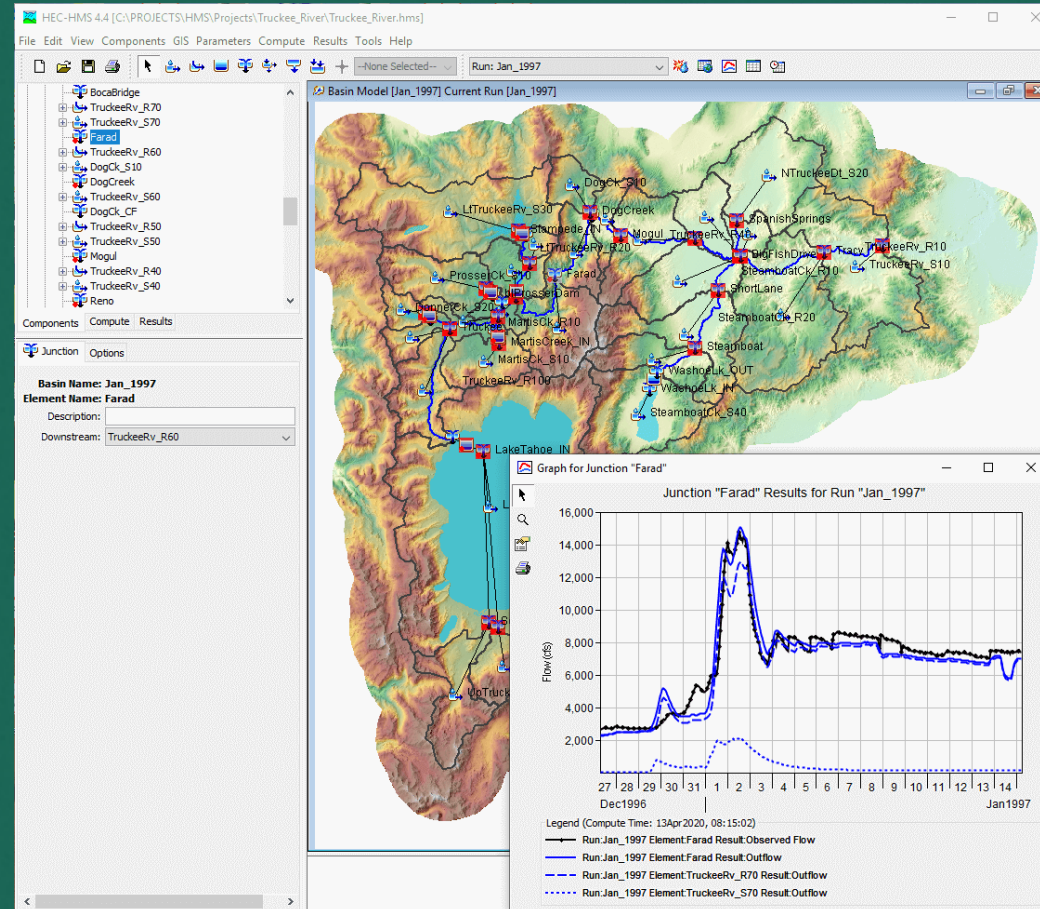 HEC-HMS 4.4 [C:\PROJECTS\HMS\Projects\Truckee_River\Truckee_River.hms]
File Edit View Components GIS Parameters Compute Results Tools Help
--None Selected-- Run: Jan_1997
BocaBridge
TruckeeRv_R70
TruckeeRv_S70
Farad
TruckeeRv_R60
DogCk_S10
DogCreek
TruckeeRv_S60
DogCk_CF
TruckeeRv_R50
TruckeeRv_S50
Mogul
TruckeeRv_R40
TruckeeRv_S40
Reno
Components Compute Results
Junction Options
Basin Name: Jan_1997
Element Name: Farad
Description:
Downstream: TruckeeRv_R60
Basin Model [Jan_1997] Current Run [Jan_1997]
NTruckeeDt_S20
DogCk_S10
LtTruckeeRv_S30
DogCreek
SpanishSprings
Stampede_IN
Mogul
TruckeeRv_R40
LtTruckeeRv_R20
Tracy
TruckeeRv_R10
BigFishDrive
TruckeeRv_S10
Farad
SteamboatCk_R10
ProsserCk_S10
ShortLane
DonnerCk_S20
MartisCk_R10
SteamboatCk_R20
MartisCreek_IN
Steamboat
MartisCk_S10
WashoeLk_OUT
TruckeeRv_R100
WashoeLk_IN
SteamboatCk_S40
LakeTahoe_IN
Graph for Junction "Farad"
Junction "Farad" Results for Run "Jan_1997"
16,000
14,000
12,000
10,000
8,000
6,000
4,000
2,000
Flow (cfs)
27 28 29 30 31 1 2 3 4 5 6 7 8 9 10 11 12 13 14
Dec1996 Jan1997
Legend (Compute Time: 13Apr2020, 08:15:02)
Run:Jan_1997 Element:Farad Result:Observed Flow
Run:Jan_1997 Element:Farad Result:Outflow
Run:Jan_1997 Element:TruckeeRv_R70 Result:Outflow
Run:Jan_1997 Element:TruckeeRv_S70 Result:Outflow